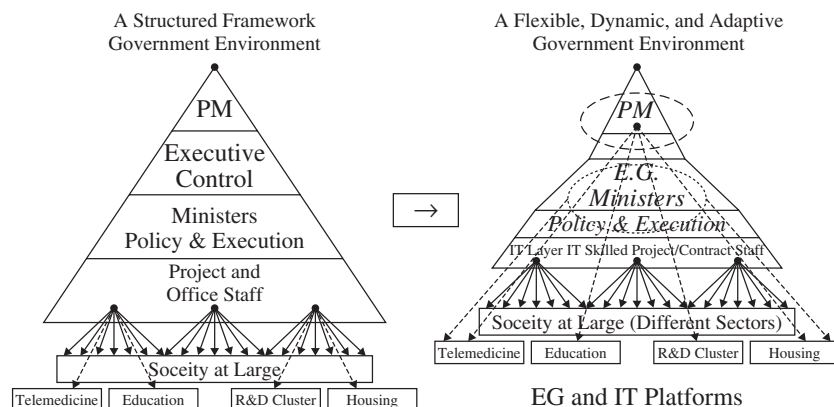 A Structured Framework
Government Environment
PM
Executive
Control
Ministers
Policy & Execution
Project and
Office Staff
Soceity at Large
Telemedicine
Education
R&D Cluster
Housing
→
A Flexible, Dynamic, and Adaptive
Government Environment
PM
E.G.
Ministers
Policy & Execution
IT Layer IT Skilled Project/Contract Staff
Soceity at Large (Different Sectors)
Telemedicine
Education
R&D Cluster
Housing
EG and IT Platforms